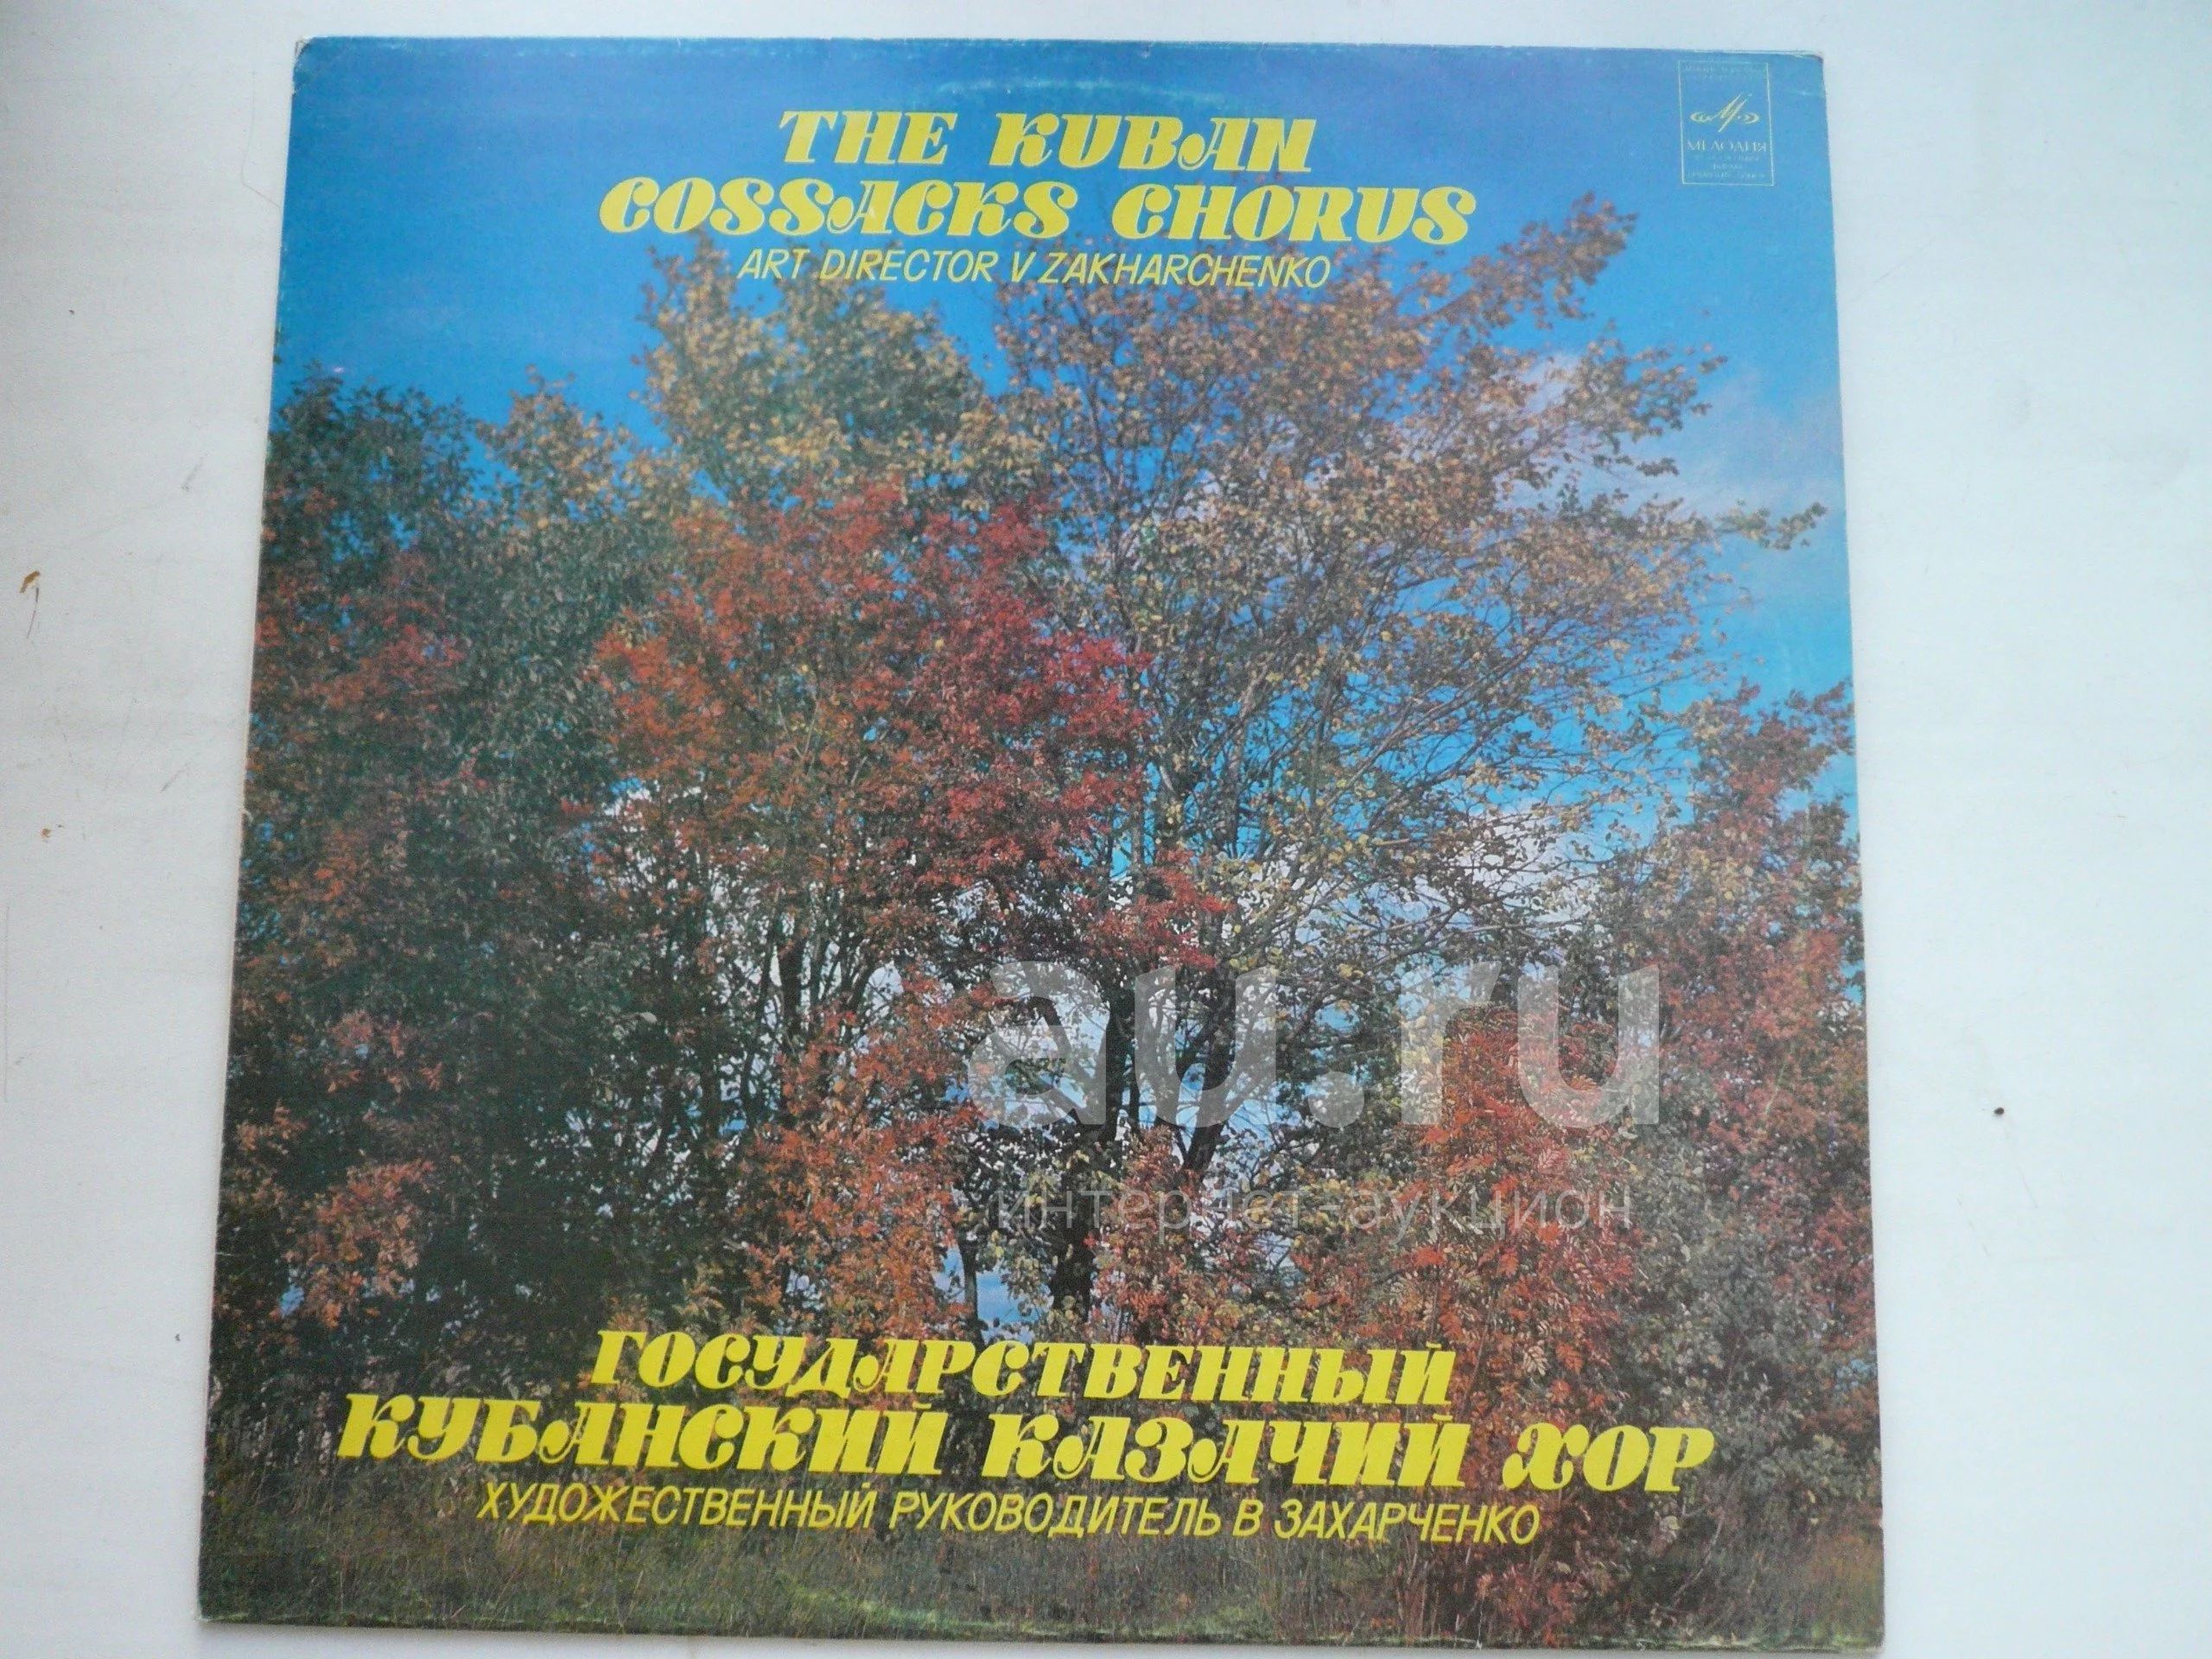 THE KUBAN
COSSACKS CHORUS
ART DIRECTOR V ZAKHARCHENKO
МЕЛОДИЯ
au.ru
интернет-аукцион
ГОСУДАРСТВЕННЫЙ
КУБАНСКИЙ КАЗАЧИЙ ХОР
ХУДОЖЕСТВЕННЫЙ РУКОВОДИТЕЛЬ В ЗАХАРЧЕНКО